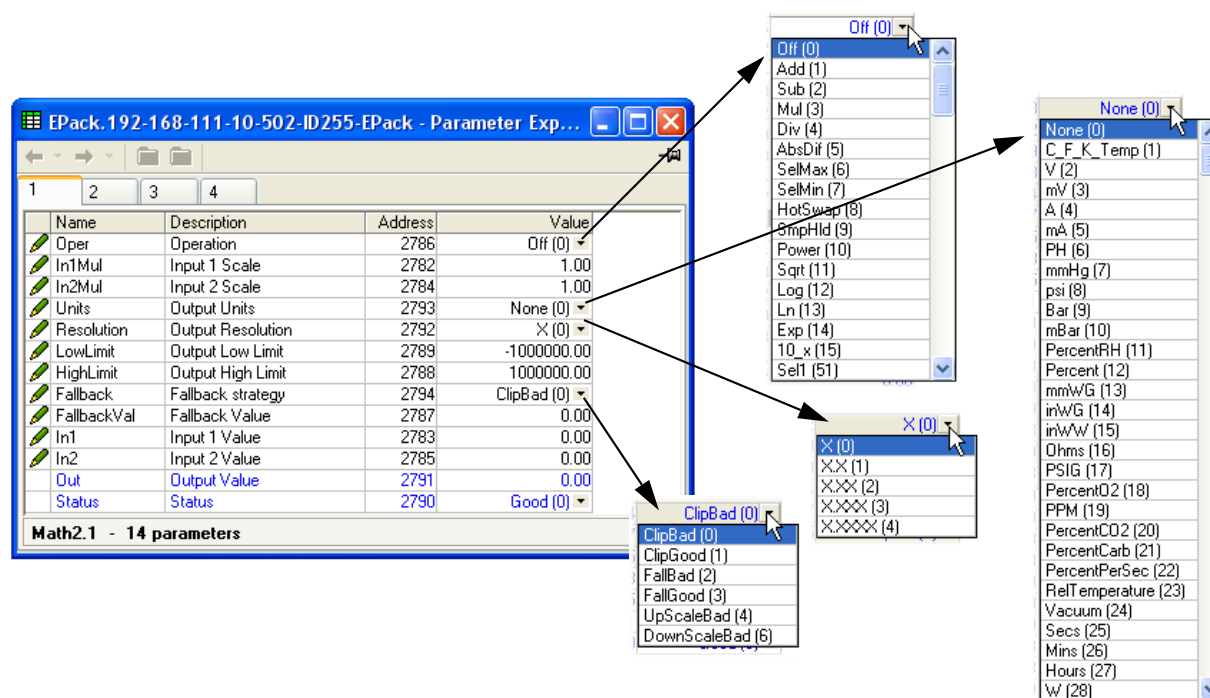 EPack.192-168-111-10-502-ID255-EPack - Parameter Exp...
1 2 3 4
Name Description Address Value
Oper Operation 2786 Off (0)
In1Mul Input 1 Scale 2782 1.00
In2Mul Input 2 Scale 2784 1.00
Units Output Units 2793 None (0)
Resolution Output Resolution 2792 X (0)
LowLimit Output Low Limit 2789 -1000000.00
HighLimit Output High Limit 2788 1000000.00
Fallback Fallback strategy 2794 ClipBad (0)
FallbackVal Fallback Value 2787 0.00
In1 Input 1 Value 2783 0.00
In2 Input 2 Value 2785 0.00
Out Output Value 2791 0.00
Status Status 2790 Good (0)
Math2.1 - 14 parameters
Off (0)
Off (0)
Add (1)
Sub (2)
Mul (3)
Div (4)
AbsDif (5)
SelMax (6)
SelMin (7)
HotSwap (8)
SmpHld (9)
Power (10)
Sqrt (11)
Log (12)
Ln (13)
Exp (14)
10_x (15)
Sel1 (51)
ClipBad (0)
ClipBad (0)
ClipGood (1)
FallBad (2)
FallGood (3)
UpScaleBad (4)
DownScaleBad (6)
X (0)
X (0)
X.X (1)
X.XX (2)
X.XXX (3)
X.XXXX (4)
None (0)
None (0)
C_F_K_Temp (1)
V (2)
mV (3)
A (4)
mA (5)
PH (6)
mmHg (7)
psi (8)
Bar (9)
mBar (10)
PercentRH (11)
Percent (12)
mmWG (13)
inWG (14)
inWW (15)
Ohms (16)
PSIG (17)
PercentO2 (18)
PPM (19)
PercentCO2 (20)
PercentCarb (21)
PercentPerSec (22)
RelTemperature (23)
Vacuum (24)
Secs (25)
Mins (26)
Hours (27)
W (28)